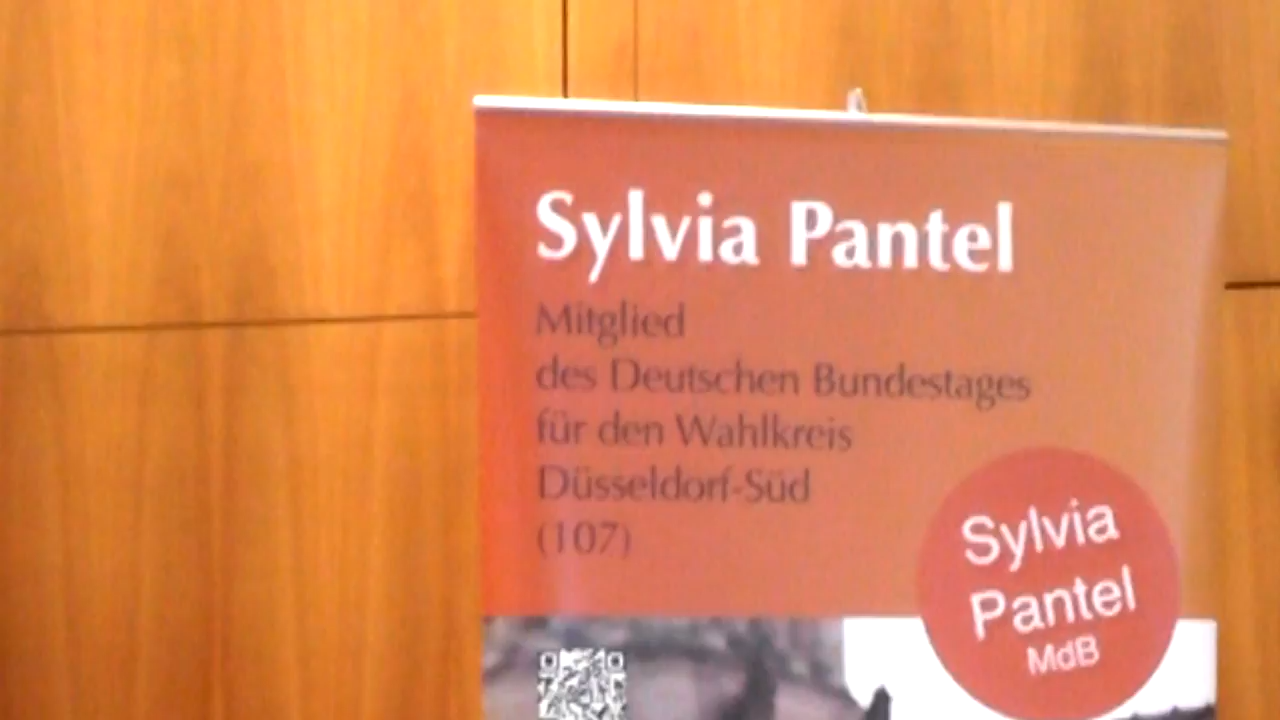 Sylvia Pantel
Mitglied
des Deutschen Bundestages
für den Wahlkreis
Düsseldorf-Süd
(107)
Sylvia
Pantel
MdB